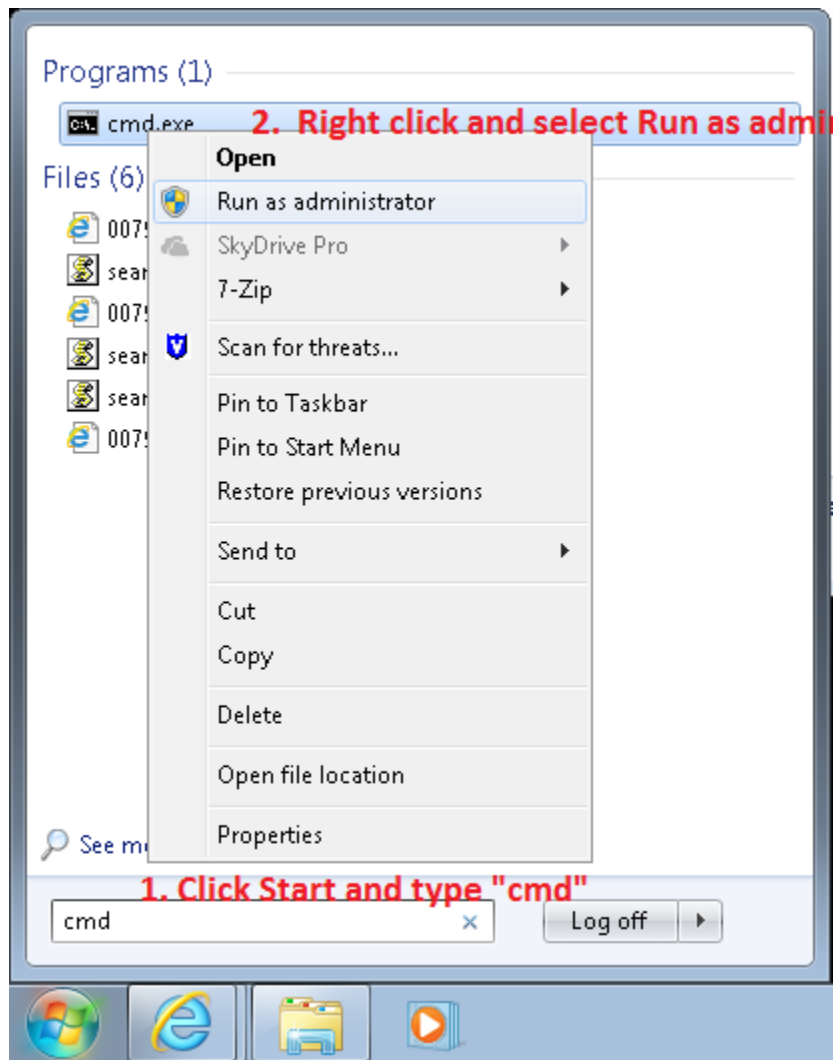 Programs (1)
cmd.exe
2. Right click and select Run as admi
Files (6)
Open
Run as administrator
SkyDrive Pro
7-Zip
Scan for threats...
Pin to Taskbar
Pin to Start Menu
Restore previous versions
Send to
Cut
Copy
Delete
Open file location
Properties
See
1. Click Start and type "cmd"
cmd
Log off